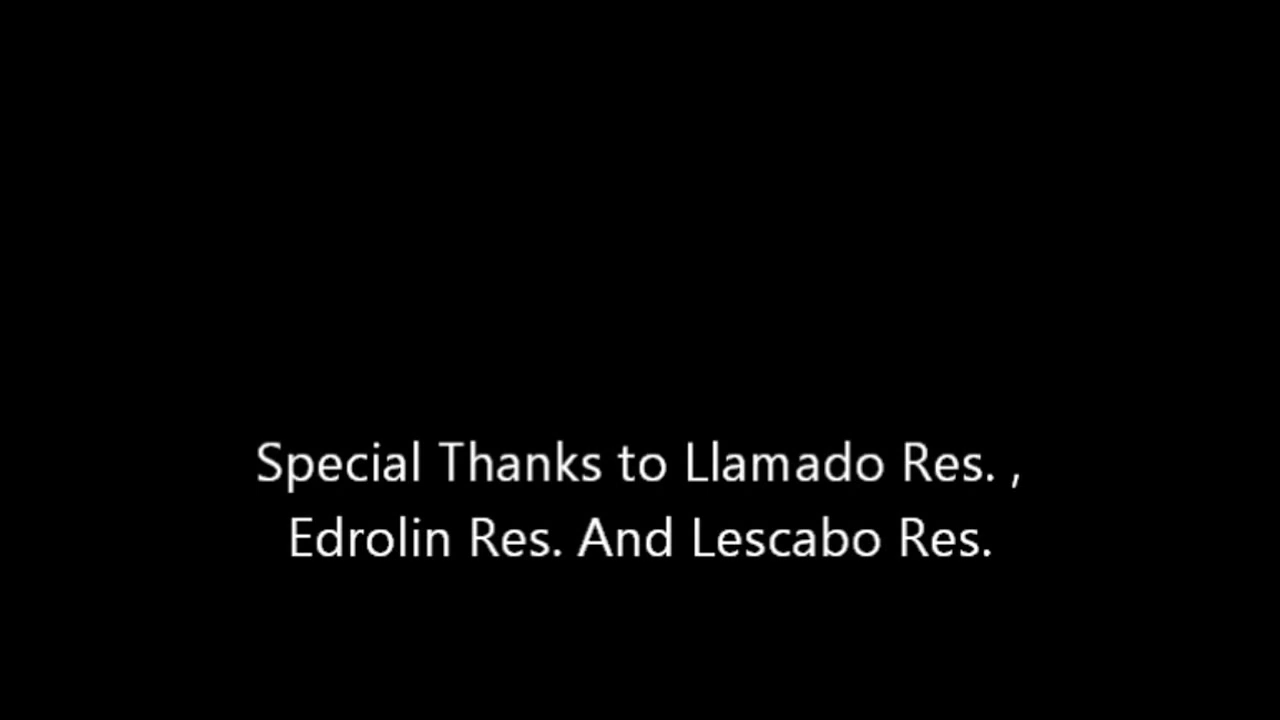 Special Thanks to Llamado Res. ,
Edrolin Res. And Lescabo Res.